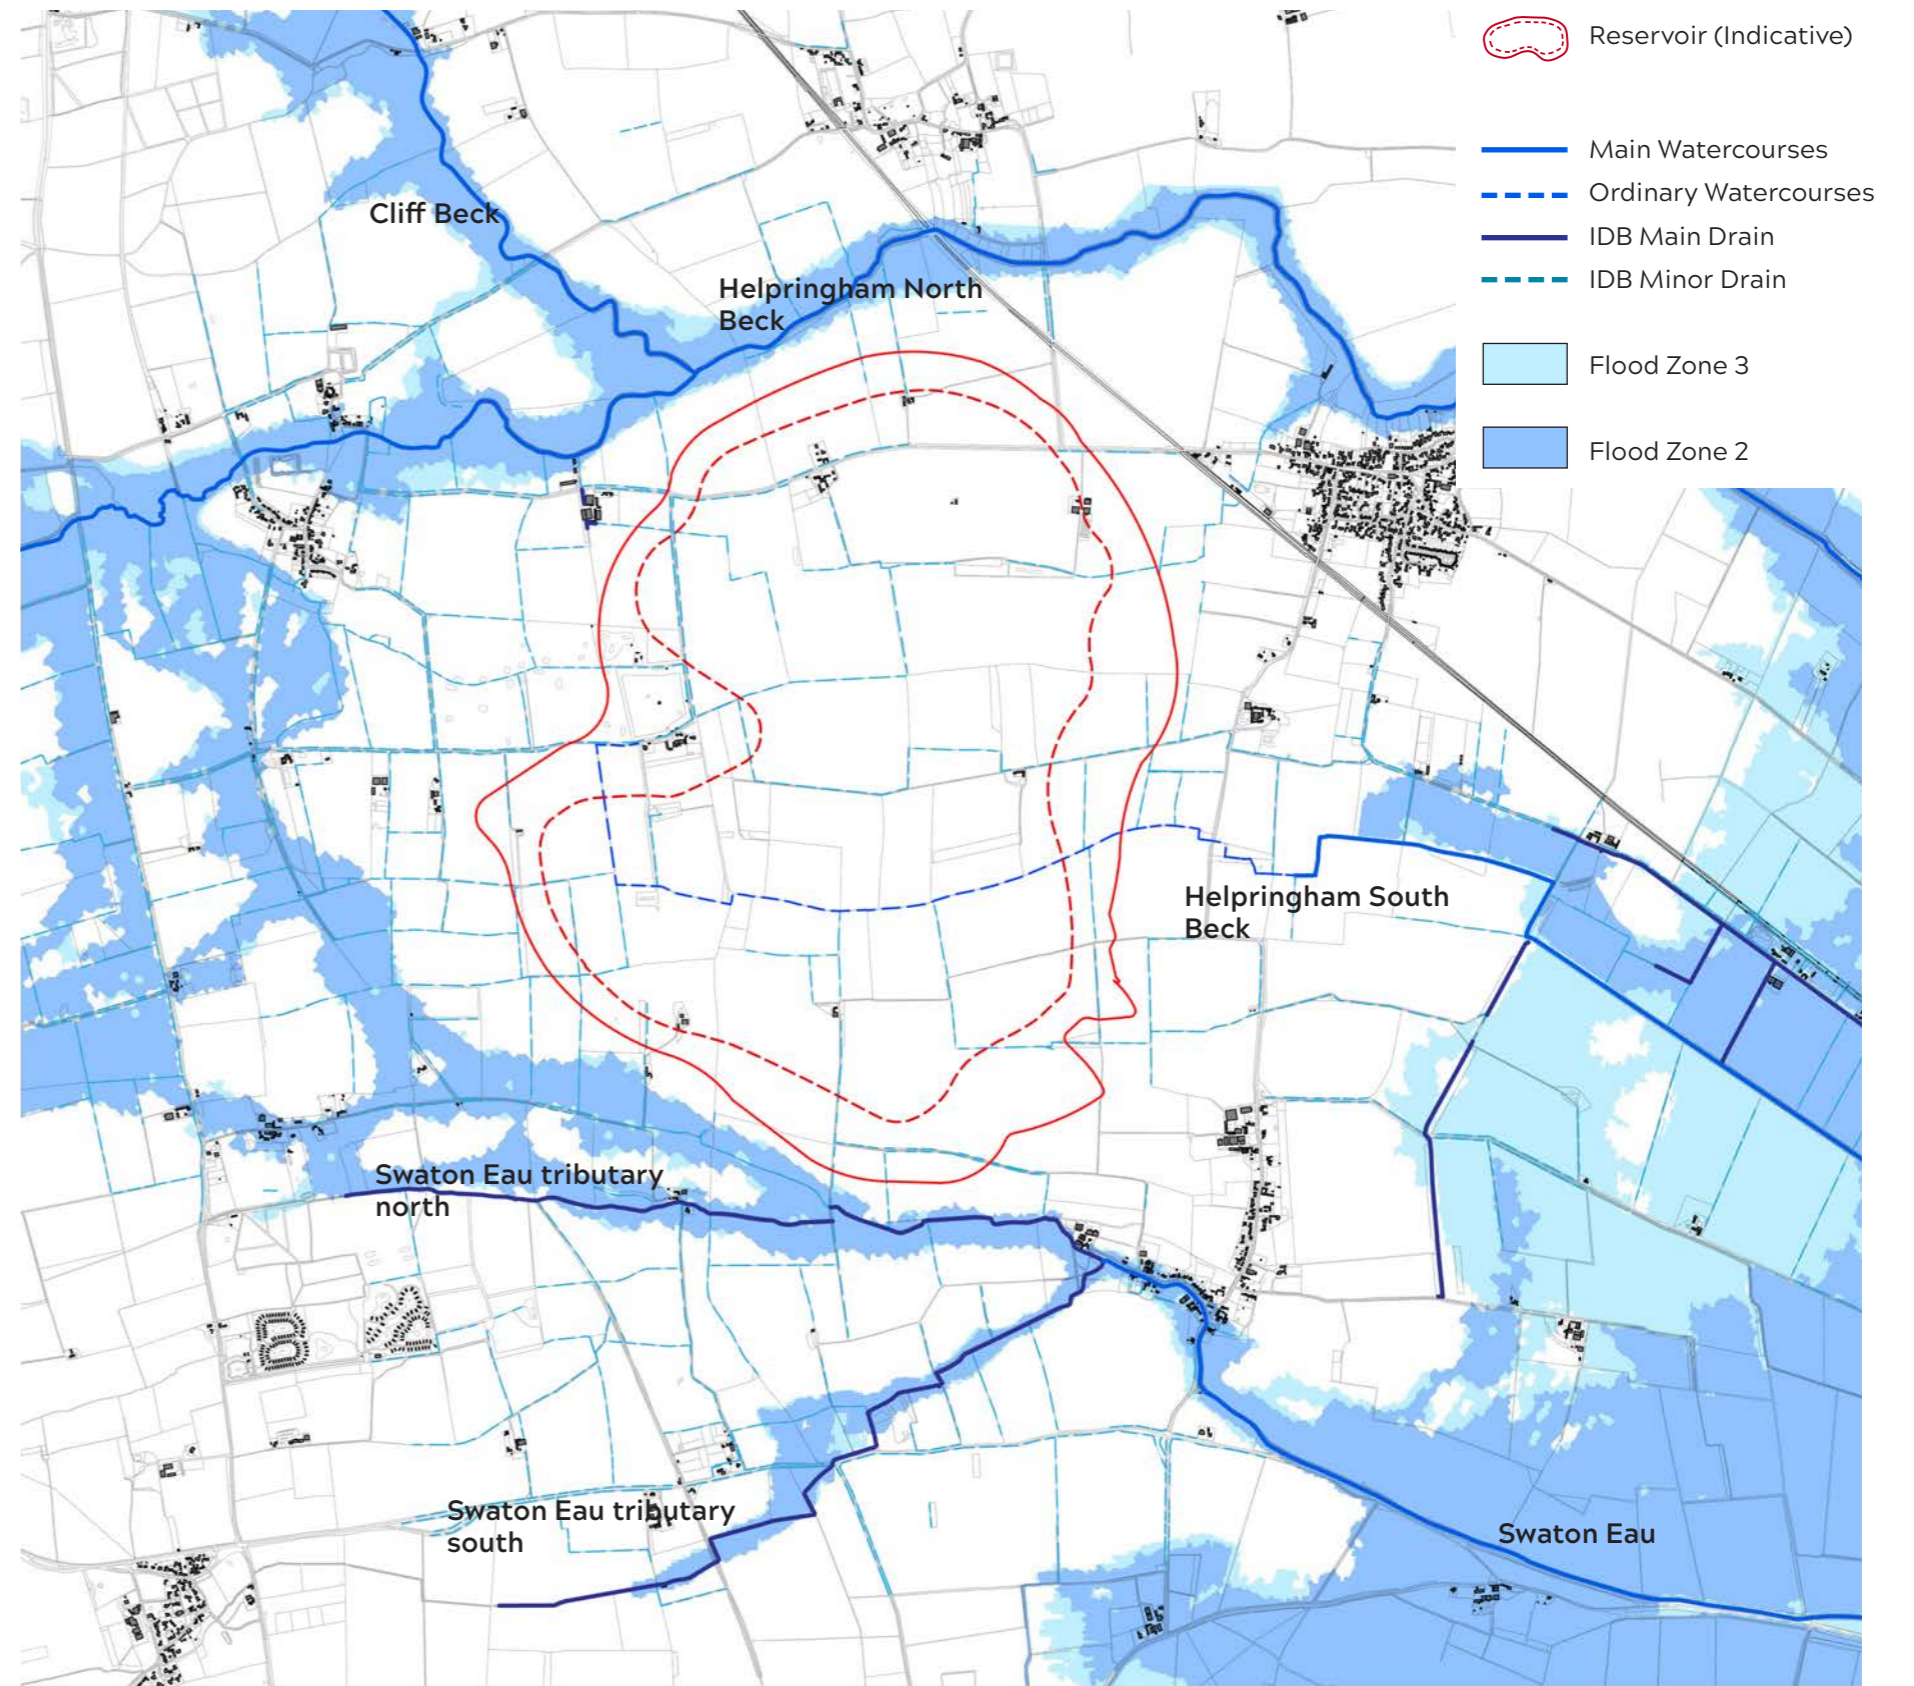 Reservoir (Indicative)
Main Watercourses
Ordinary Watercourses
IDB Main Drain
IDB Minor Drain
Flood Zone 3
Flood Zone 2
Cliff Beck
Helpringham North
Beck
Helpringham South
Beck
Swaton Eau tributary
north
Swaton Eau tributary
south
Swaton Eau